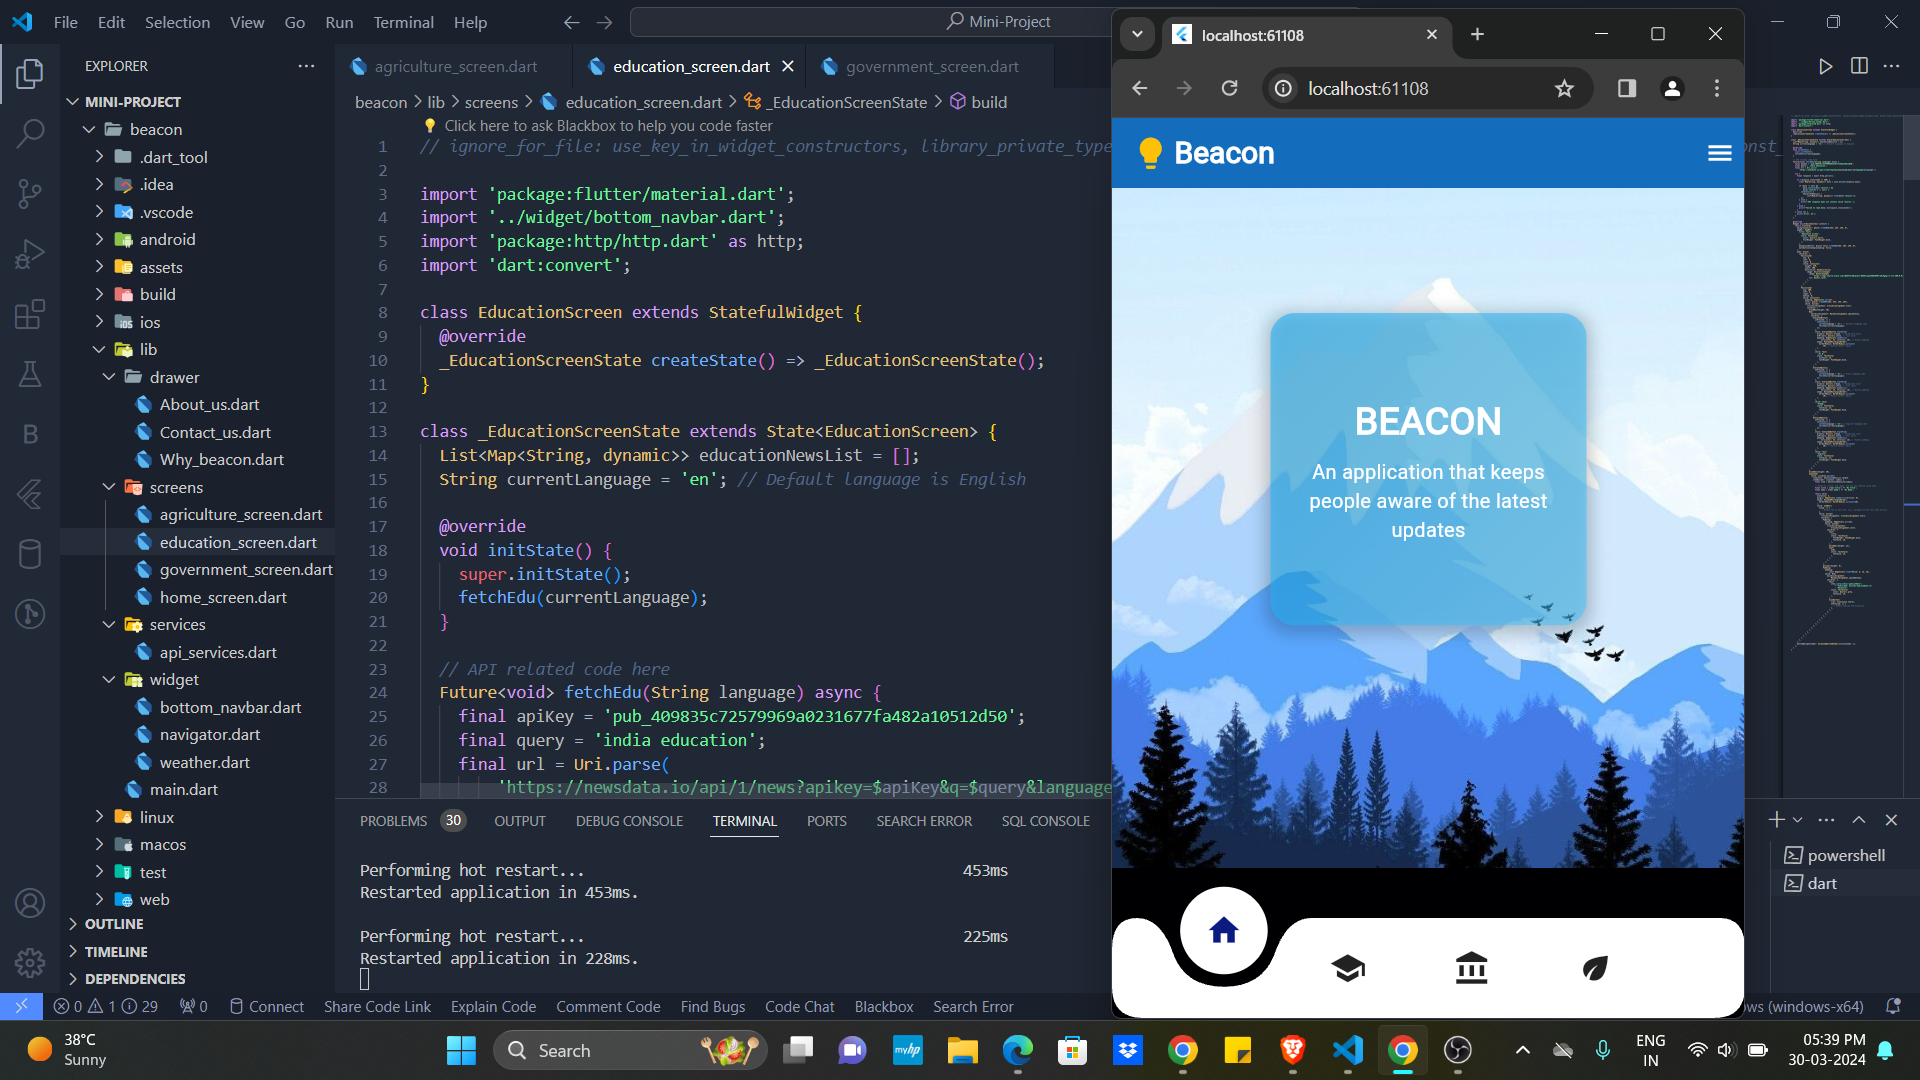 File Edit Selection View Go Run Terminal Help
Mini-Project
EXPLORER
MINI-PROJECT
beacon
.dart_tool
.idea
.vscode
android
assets
build
ios
lib
drawer
About_us.dart
Contact_us.dart
Why_beacon.dart
screens
agriculture_screen.dart
education_screen.dart
government_screen.dart
home_screen.dart
services
api_services.dart
widget
bottom_navbar.dart
navigator.dart
weather.dart
main.dart
linux
macos
test
web
OUTLINE
TIMELINE
DEPENDENCIES
agriculture_screen.dart education_screen.dart government_screen.dart
beacon > lib > screens > education_screen.dart > _EducationScreenState > build
Click here to ask Blackbox to help you code faster
1 // ignore_for_file: use_key_in_widget_constructors, library_private_type
2
3 import 'package:flutter/material.dart';
4 import '../widget/bottom_navbar.dart';
5 import 'package:http/http.dart' as http;
6 import 'dart:convert';
7
8 class EducationScreen extends StatefulWidget {
9 @override
10 _EducationScreenState createState() => _EducationScreenState();
11 }
12
13 class _EducationScreenState extends State<EducationScreen> {
14 List<Map<String, dynamic>> educationNewsList = [];
15 String currentLanguage = 'en'; // Default language is English
16
17 @override
18 void initState() {
19 super.initState();
20 fetchEdu(currentLanguage);
21 }
22
23 // API related code here
24 Future<void> fetchEdu(String language) async {
25 final apiKey = 'pub_409835c72579969a0231677fa482a10512d50';
26 final query = 'india education';
27 final url = Uri.parse(
28 'https://newsdata.io/api/1/news?apikey=$apiKey&q=$query&language
PROBLEMS 30 OUTPUT DEBUG CONSOLE TERMINAL PORTS SEARCH ERROR SQL CONSOLE
Performing hot restart... 453ms
Restarted application in 453ms.
Performing hot restart... 225ms
Restarted application in 228ms.
powershell
dart
0 1 29 0 Connect Share Code Link Explain Code Comment Code Find Bugs Code Chat Blackbox Search Error
ws (windows-x64)
localhost:61108
localhost:61108
Beacon
BEACON
An application that keeps
people aware of the latest
updates
38°C
Sunny
Search
myhp
ENG
IN
05:39 PM
30-03-2024